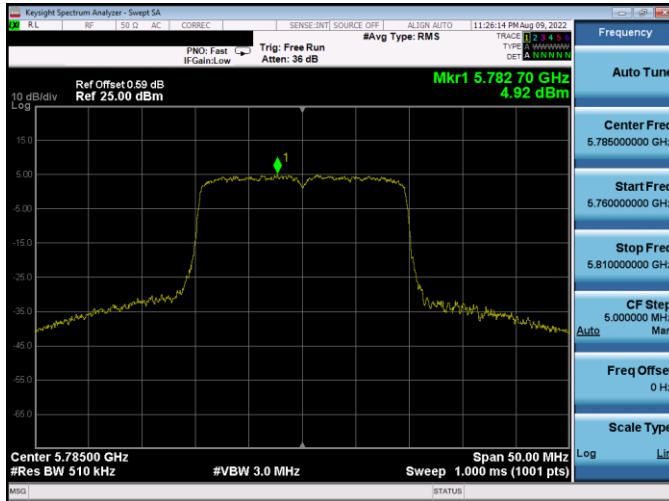 Keysight Spectrum Analyzer - Swept SA
RL RF 50 Ω AC CORREC SENSE:INT SOURCE OFF ALIGN AUTO 11:26:14 PM Aug 09, 2022
#Avg Type: RMS
TRACE 1 2 3 4 5 6
PNO: Fast Trig: Free Run TYPE A WWWWW
IFGain:Low Atten: 36 dB DET A N N N N N
Frequency
Auto Tune
Mkr1 5.782 70 GHz
Ref Offset 0.59 dB
10 dB/div Ref 25.00 dBm 4.92 dBm
Log
15.0
1
5.00
-5.00
-15.0
-25.0
-35.0
-45.0
-55.0
-65.0
Center Freq
5.785000000 GHz
Start Freq
5.760000000 GHz
Stop Freq
5.810000000 GHz
CF Step
5.000000 MHz
Auto Man
Freq Offset
0 Hz
Scale Type
Log Lin
Center 5.78500 GHz Span 50.00 MHz
#Res BW 510 kHz #VBW 3.0 MHz Sweep 1.000 ms (1001 pts)
MSG STATUS